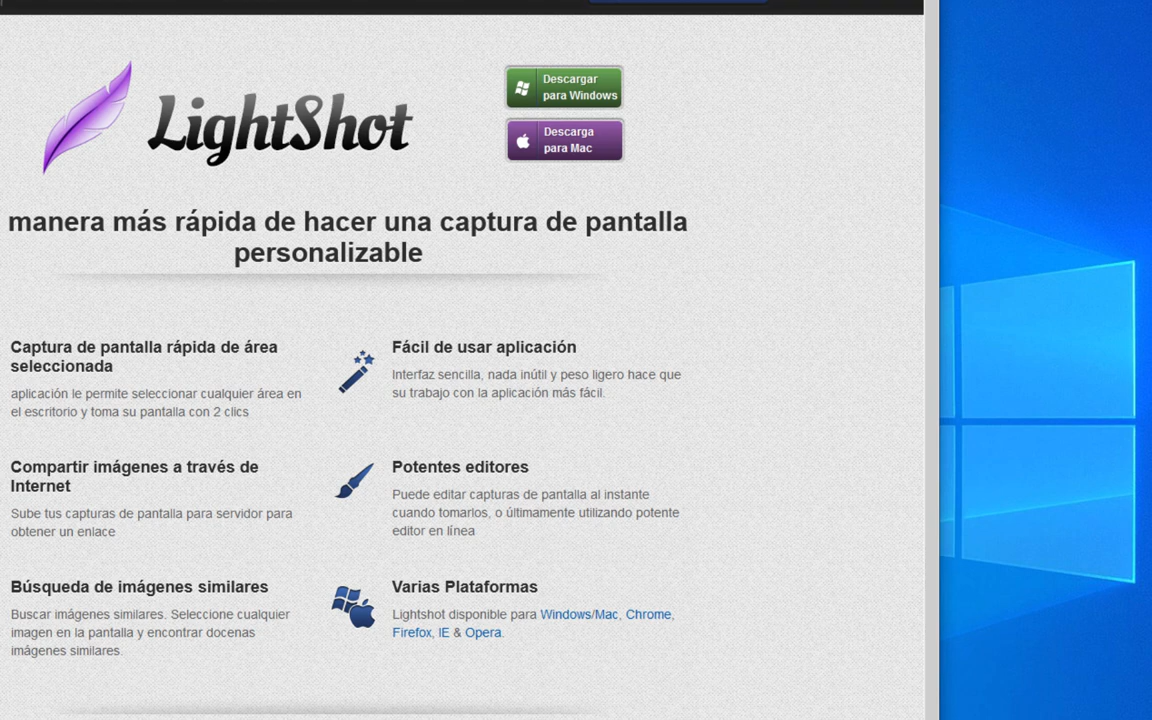 LightShot
Descargar
para Windows
Descarga
para Mac
manera más rápida de hacer una captura de pantalla
personalizable
Captura de pantalla rápida de área
seleccionada
aplicación le permite seleccionar cualquier área en
el escritorio y toma su pantalla con 2 clics
Fácil de usar aplicación
Interfaz sencilla, nada inútil y peso ligero hace que
su trabajo con la aplicación más fácil.
Compartir imágenes a través de
Internet
Sube tus capturas de pantalla para servidor para
obtener un enlace
Potentes editores
Puede editar capturas de pantalla al instante
cuando tomarlos, o últimamente utilizando potente
editor en línea
Búsqueda de imágenes similares
Buscar imágenes similares. Seleccione cualquier
imagen en la pantalla y encontrar docenas
imágenes similares.
Varias Plataformas
Lightshot disponible para Windows/Mac, Chrome,
Firefox, IE & Opera.